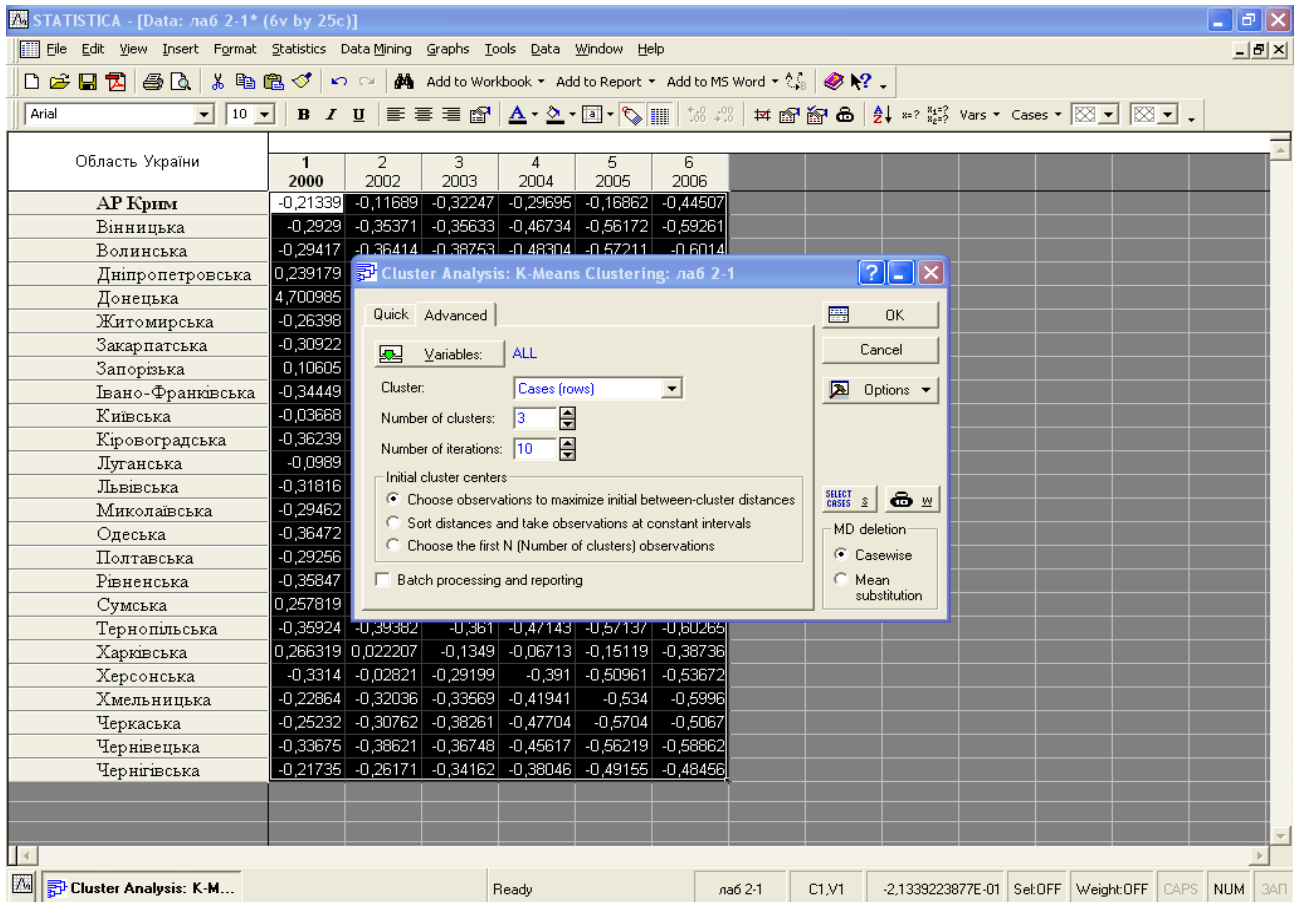 STATISTICA - [Data: лаб 2-1* (6v by 25c)]
File Edit View Insert Format Statistics Data Mining Graphs Tools Data Window Help
Add to Workbook Add to Report Add to MS Word
Arial 10 B I U Vars Cases
Область України 1 2 3 4 5 6
2000 2002 2003 2004 2005 2006
АР Крим -0,21339 -0,11689 -0,32247 -0,29695 -0,16862 -0,44507
Вінницька -0,2929 -0,35371 -0,35633 -0,46734 -0,56172 -0,59261
Волинська -0,29417 -0,36414 -0,38753 -0,48304 -0,57211 -0,6014
Дніпропетровська 0,239179
Донецька 4,700985
Житомирська -0,26398
Закарпатська -0,30922
Запорізька 0,10605
Івано-Франківська -0,34449
Київська -0,03668
Кіровоградська -0,36239
Луганська -0,0989
Львівська -0,31816
Миколаївська -0,29462
Одеська -0,36472
Полтавська -0,29256
Рівненська -0,35847
Сумська 0,257819
Тернопільська -0,35924 -0,39382 -0,361 -0,47143 -0,57137 -0,60265
Харківська 0,266319 0,022207 -0,1349 -0,06713 -0,15119 -0,38736
Херсонська -0,3314 -0,02821 -0,29199 -0,391 -0,50961 -0,53672
Хмельницька -0,22864 -0,32036 -0,33569 -0,41941 -0,534 -0,5996
Черкаська -0,25232 -0,30762 -0,38261 -0,47704 -0,5704 -0,5067
Чернівецька -0,33675 -0,38621 -0,36748 -0,45617 -0,56219 -0,58862
Чернігівська -0,21735 -0,26171 -0,34162 -0,38046 -0,49155 -0,48456
Cluster Analysis: K-Means Clustering: лаб 2-1
Quick Advanced
Variables: ALL
Cluster: Cases (rows)
Number of clusters: 3
Number of iterations: 10
Initial cluster centers
Choose observations to maximize initial between-cluster distances
Sort distances and take observations at constant intervals
Choose the first N (Number of clusters) observations
Batch processing and reporting
OK
Cancel
Options
SELECT CASES S W
MD deletion
Casewise
Mean
substitution
Cluster Analysis: K-M... Ready лаб 2-1 C1,V1 -2,1339223877E-01 Sel:OFF Weight:OFF CAPS NUM ЗАП